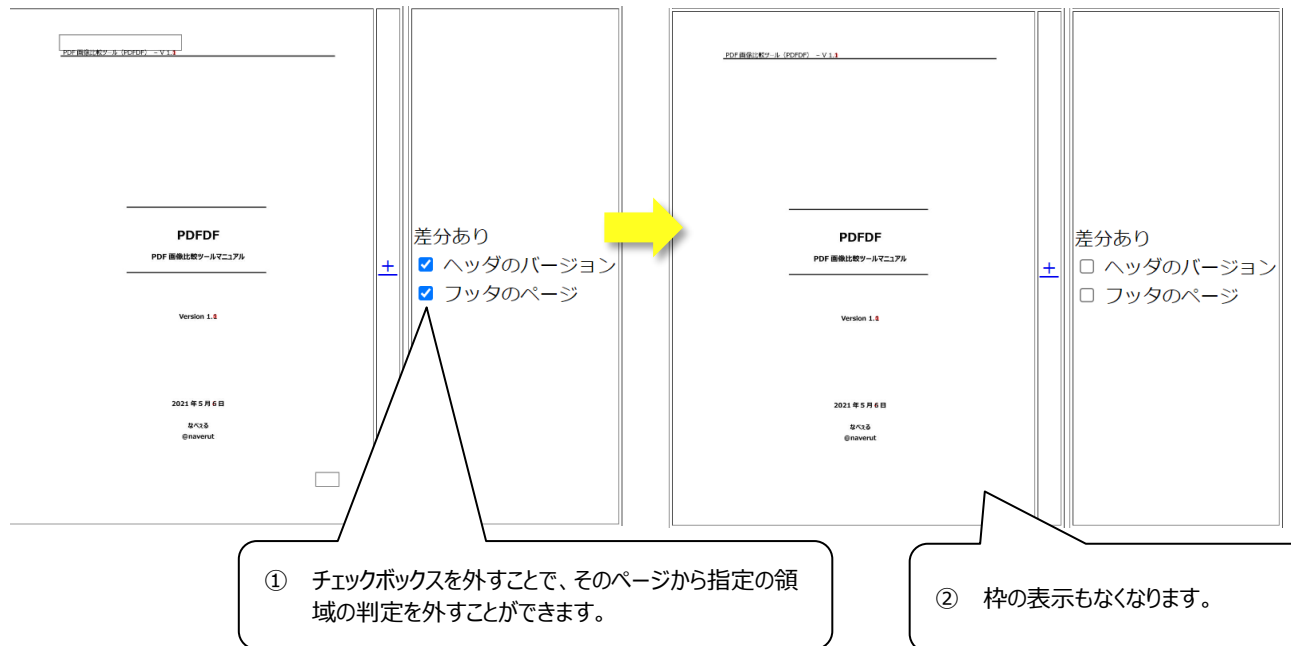 PDF 画像比較ツール (PDFDF) – V 1.
PDFDF
PDF 画像比較ツールマニュアル
Version 1.
2021 年 5 月 6 日
なべえる
@naverut
+
差分あり
ヘッダのバージョン
フッタのページ
PDF 画像比較ツール (PDFDF) – V 1.
PDFDF
PDF 画像比較ツールマニュアル
Version 1.
2021 年 5 月 6 日
なべえる
@naverut
+
差分あり
ヘッダのバージョン
フッタのページ
① チェックボックスを外すことで、そのページから指定の領
域の判定を外すことができます。
② 枠の表示もなくなります。